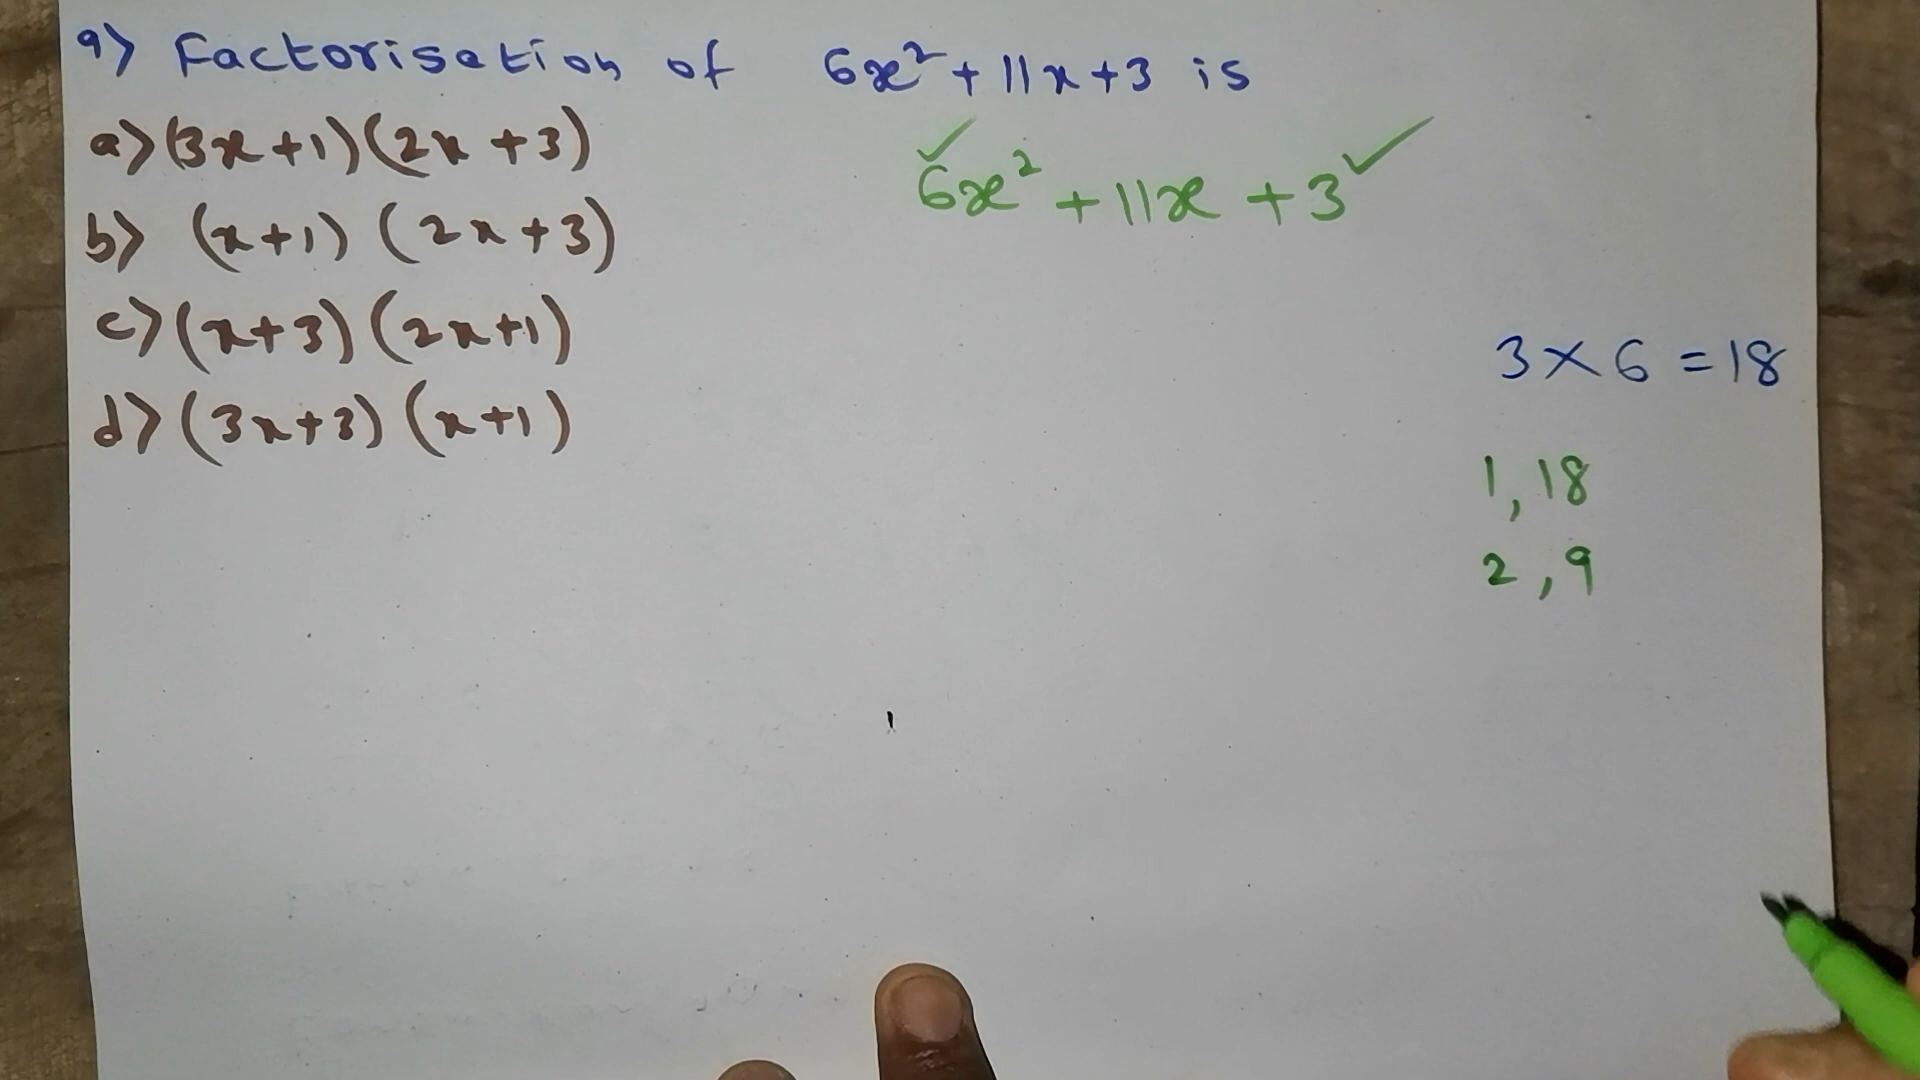 9) Factorisation of 6x² + 11x + 3 is
a) (3x + 1) (2x + 3)
b) (x + 1) (2x + 3)
c) (x + 3) (2x + 1)
d) (3x + 3) (x + 1)
6x² + 11x + 3
3 × 6 = 18
1, 18
2, 9